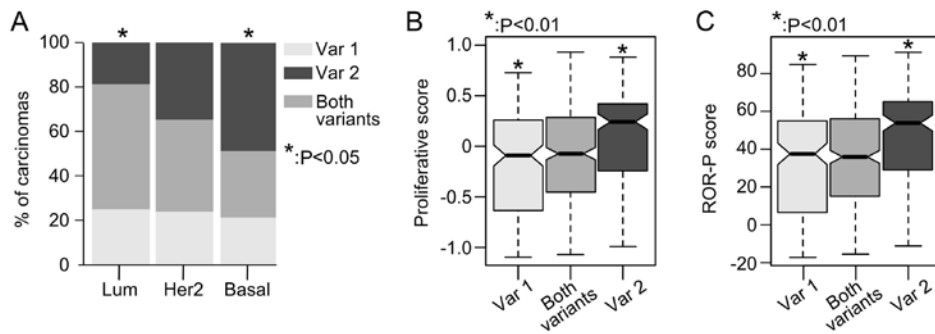 A
% of carcinomas
100
80
60
40
20
0
*
*
Lum
Her2
Basal
Var 1
Var 2
Both
variants
*:P<0.05
B
*:P<0.01
Proliferative score
1.0
0.5
0
-0.5
-1.0
*
*
Var 1
Both
variants
Var 2
C
*:P<0.01
ROR-P score
80
60
40
20
0
-20
*
*
Var 1
Both
variants
Var 2